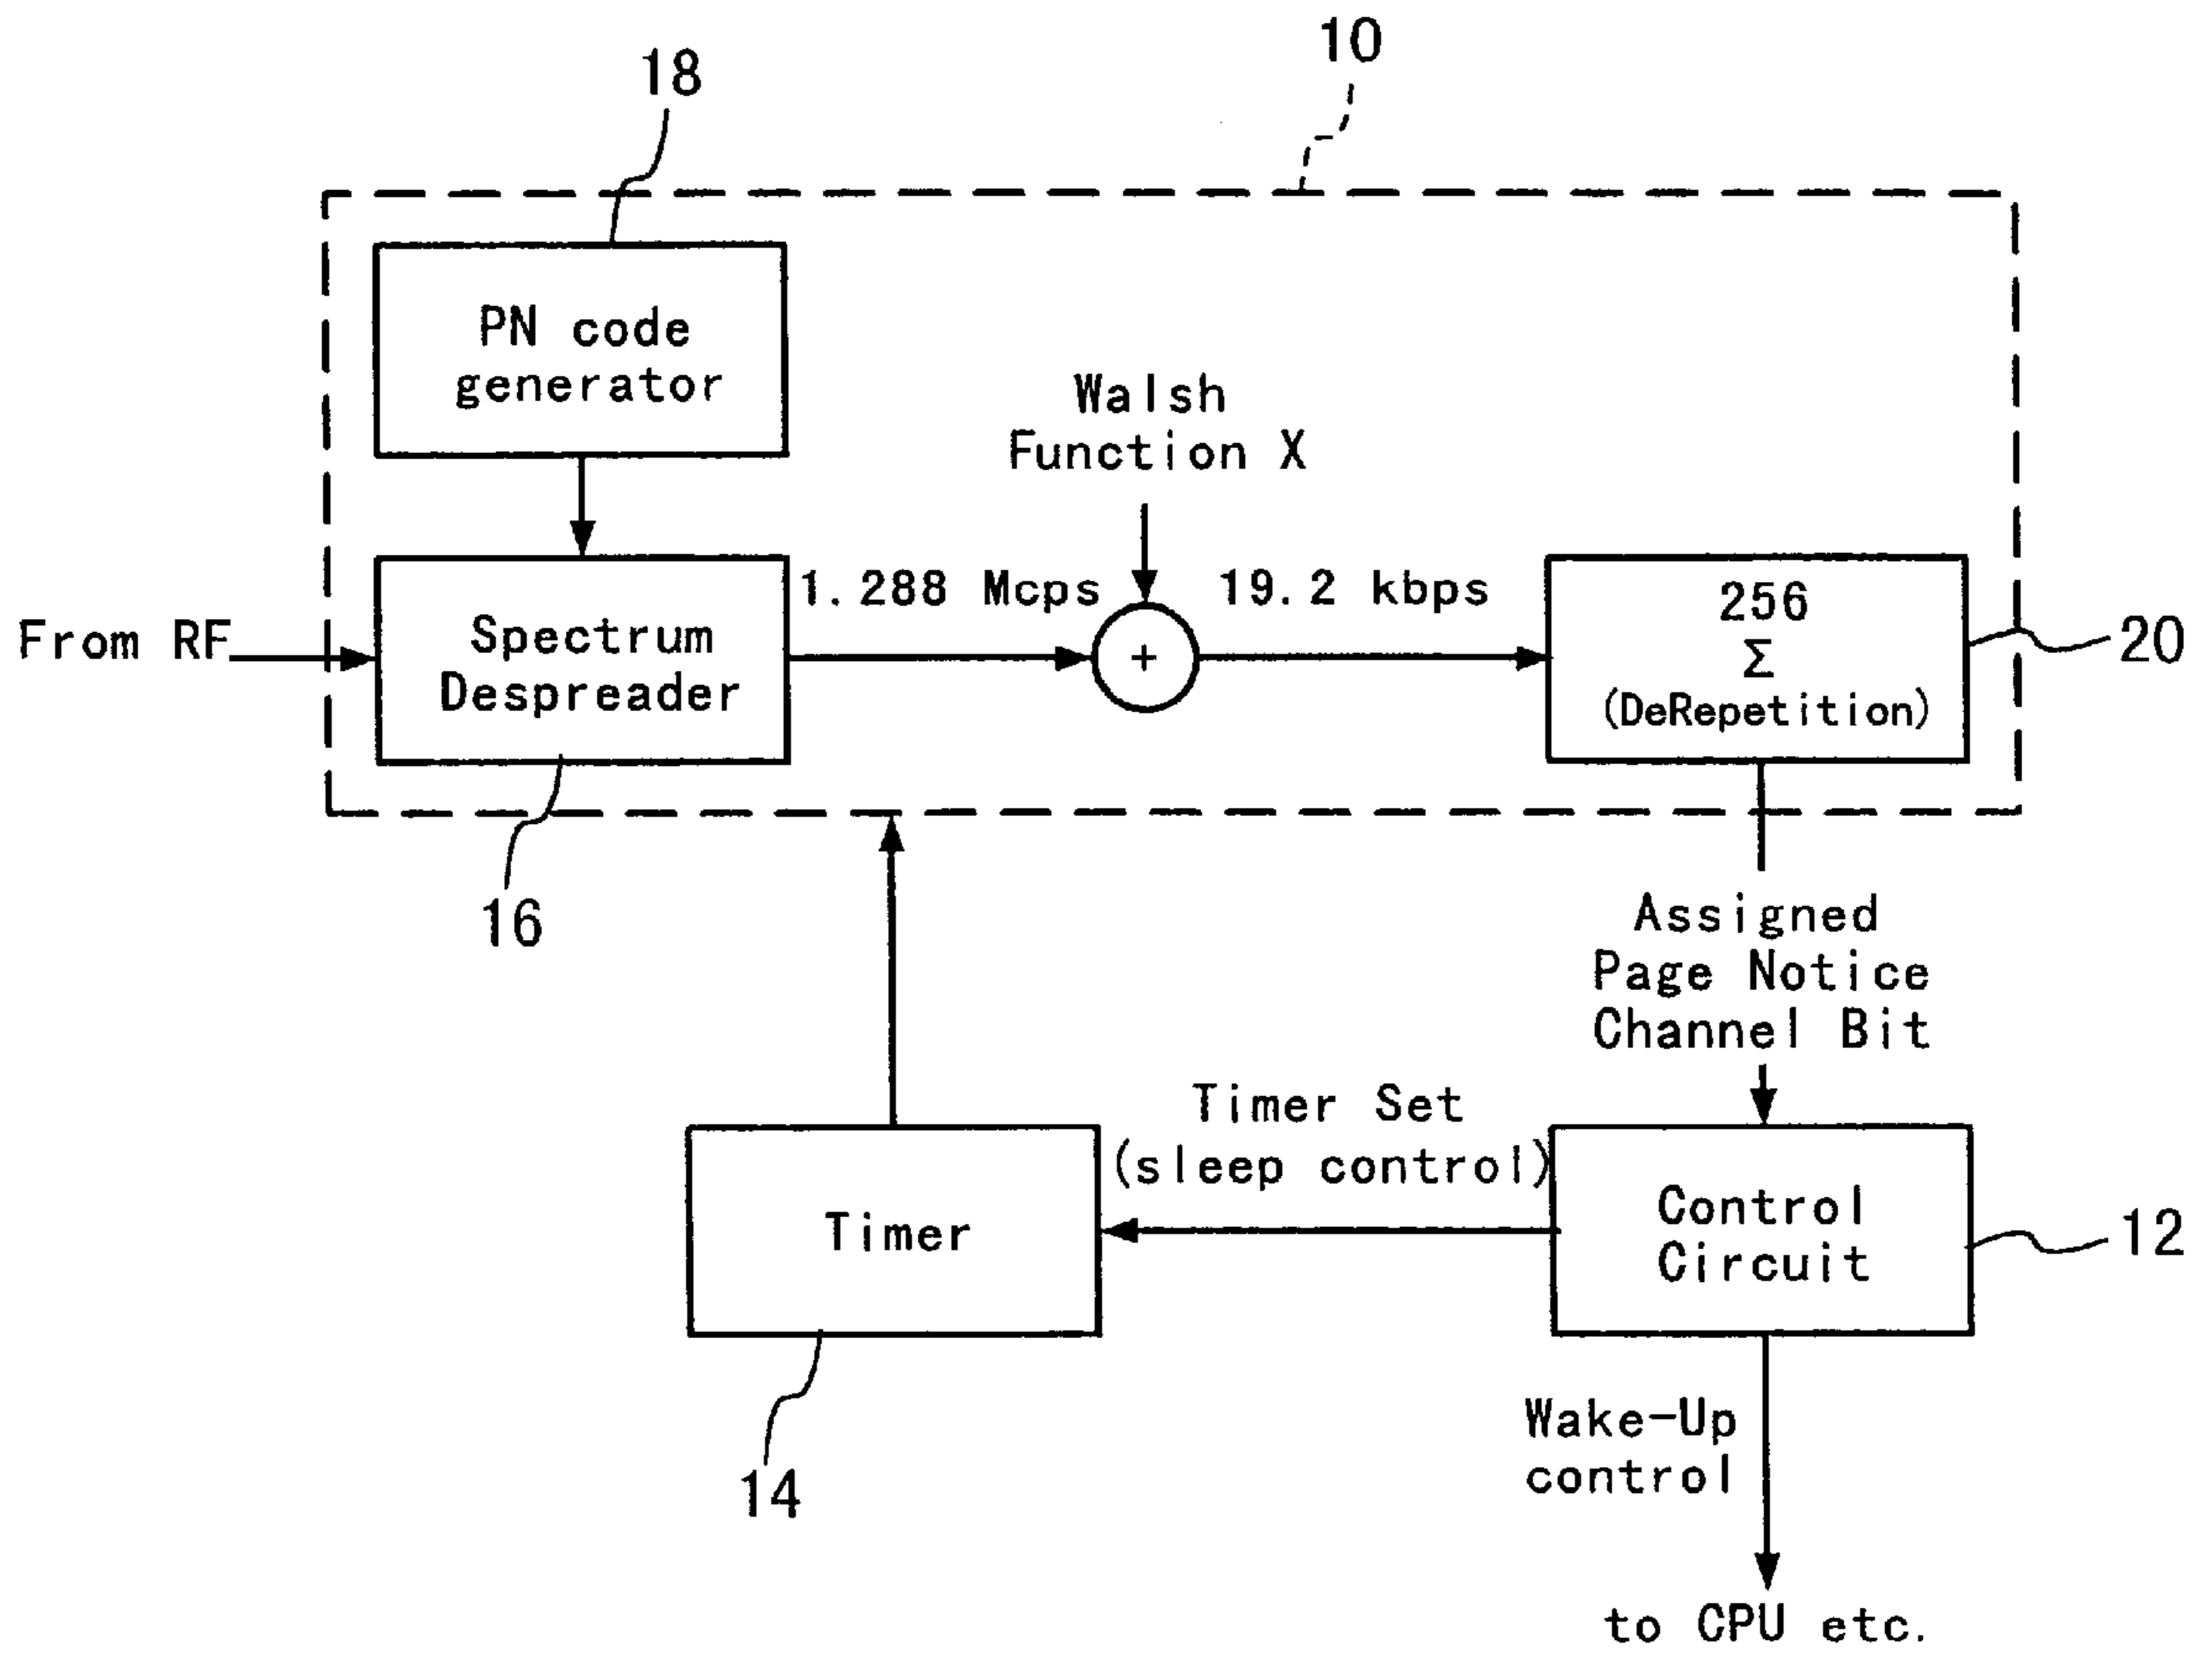 10
18
PN code
generator
Walsh
Function X
1.288 Mcps
19.2 kbps
256
Σ
(DeRepetition)
20
From RF
Spectrum
Despreader
+
16
Assigned
Page Notice
Channel Bit
Timer Set
(sleep control)
Timer
Control
Circuit
12
14
Wake-Up
control
to CPU etc.